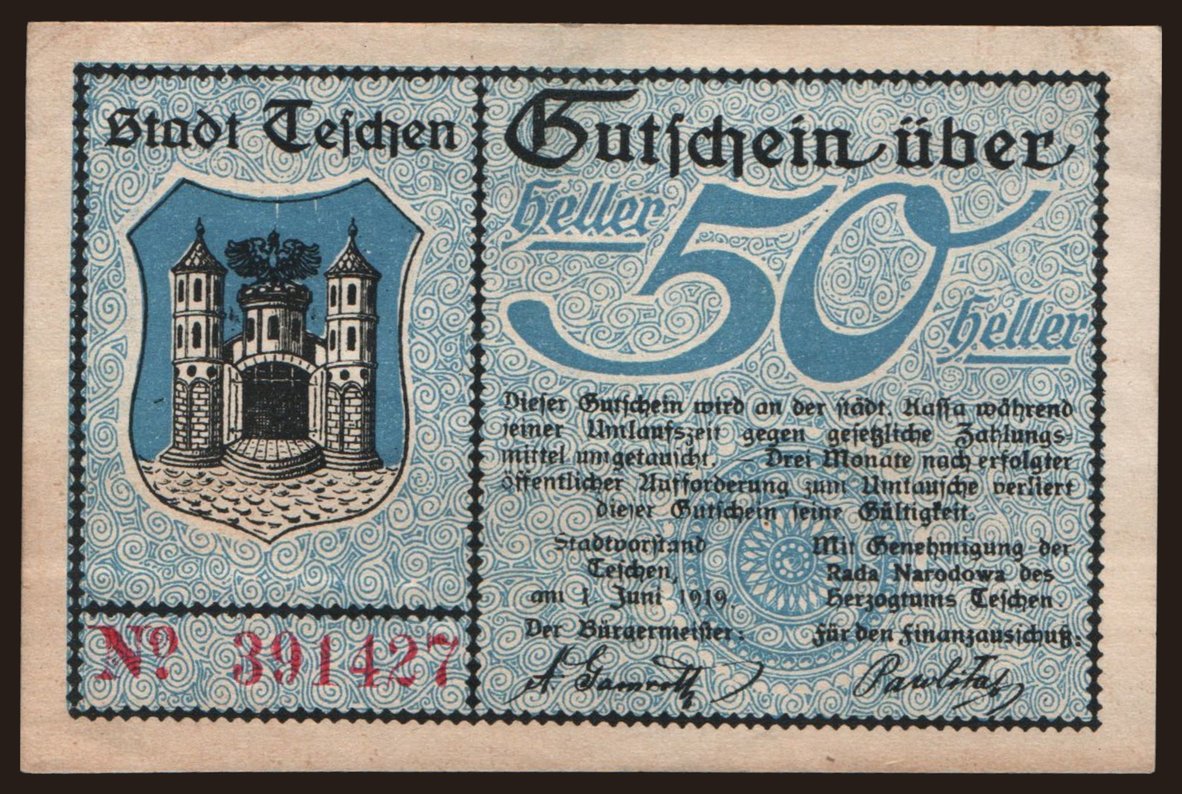 Stadt Teschen
Gutschein über
Heller 50
Heller
Dieser Gutschein wird an der städt. Kassa während
seiner Umlaufszeit gegen gesetzliche Zahlungs-
mittel umgetauscht. Drei Monate nach erfolgter
öffentlicher Aufforderung zum Umtausche verliert
dieser Gutschein seine Gültigkeit.
Stadtvorstand
Teschen,
am 1 Juni 1919.
Der Bürgermeister:
Mit Genehmigung der
Rada Narodowa des
Herzogtums Teschen.
Für den Finanzausschuß:
Nº 391427